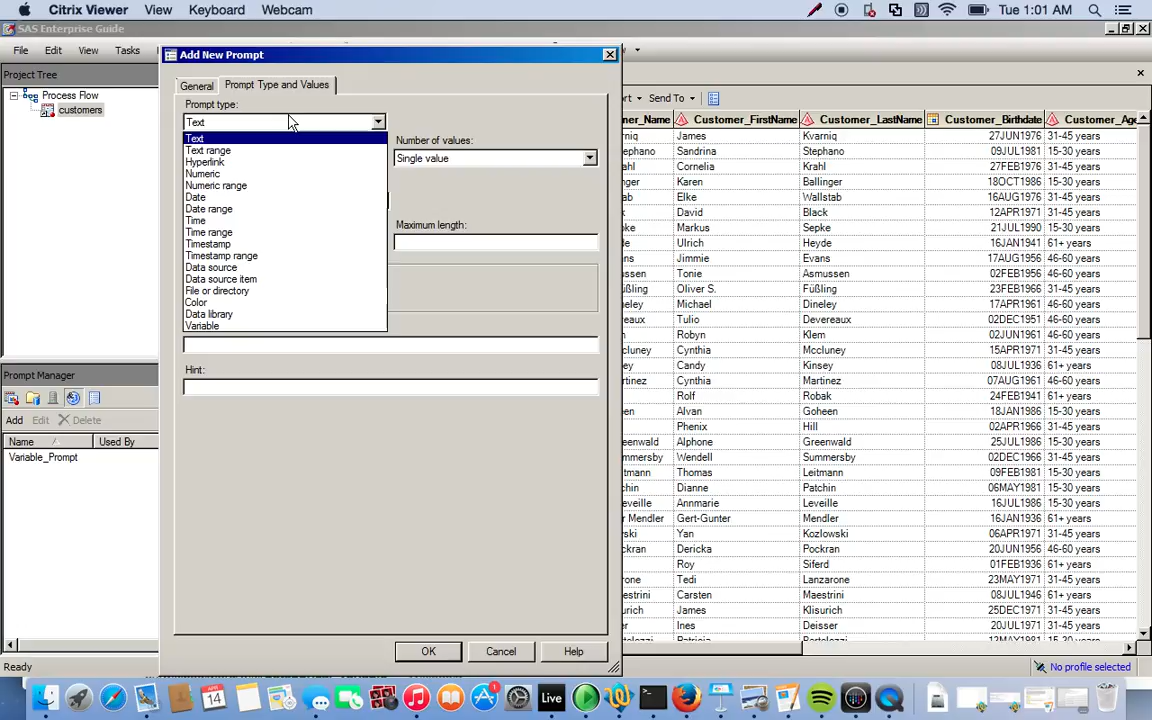 Citrix Viewer View Keyboard Webcam Tue 1:01 AM
SAS Enterprise Guide
File Edit View Tasks
Project Tree
Process Flow
customers
Add New Prompt
General Prompt Type and Values
Prompt type:
Text
Text
Text range
Hyperlink
Numeric
Numeric range
Date
Date range
Time
Time range
Timestamp
Timestamp range
Data source
Data source item
File or directory
Color
Data library
Variable
Number of values:
Single value
Maximum length:
Hint:
OK Cancel Help
Prompt Manager
Add Edit Delete
Name Used By
Variable_Prompt
Ready
Send To
Customer_FirstName Customer_LastName Customer_Birthdate
James Kvarniq 27JUN1976 31-45 years
Sandrina Stephano 09JUL1981 15-30 years
Cornelia Krahl 27FEB1976 31-45 years
Karen Ballinger 18OCT1986 15-30 years
Elke Wallstab 16AUG1976 31-45 years
David Black 12APR1971 31-45 years
Markus Sepke 21JUL1990 15-30 years
Ulrich Heyde 16JAN1941 61+ years
Jimmie Evans 17AUG1956 46-60 years
Tonie Asmussen 02FEB1956 46-60 years
Oliver S. Füßling 23FEB1966 31-45 years
Michael Dineley 17APR1961 46-60 years
Tulio Devereaux 02DEC1951 46-60 years
Robyn Klem 02JUN1961 46-60 years
Cynthia Mccluney 15APR1971 31-45 years
Candy Kinsey 08JUL1936 61+ years
Cynthia Martinez 07AUG1961 46-60 years
Rolf Robak 24FEB1941 61+ years
Alvan Goheen 18JAN1986 15-30 years
Phenix Hill 02APR1966 31-45 years
Alphone Greenwald 25JUL1986 15-30 years
Wendell Summersby 02DEC1966 31-45 years
Patrick Leitmann 09FEB1981 15-30 years
Dianne Patchin 06MAY1981 15-30 years
Annmarie Leveille 16JUL1986 15-30 years
Gert-Gunter Mendler 16JAN1936 61+ years
Yan Kozlowski 06APR1971 31-45 years
Dericka Pockran 20JUN1956 46-60 years
Roy Siferd 01FEB1936 61+ years
Tedi Lanzarone 23MAY1971 31-45 years
Carsten Maestrini 08JUL1946 61+ years
James Klisurich 25DEC1971 31-45 years
Ines Deisser 20JUL1971 31-45 years
No profile selected